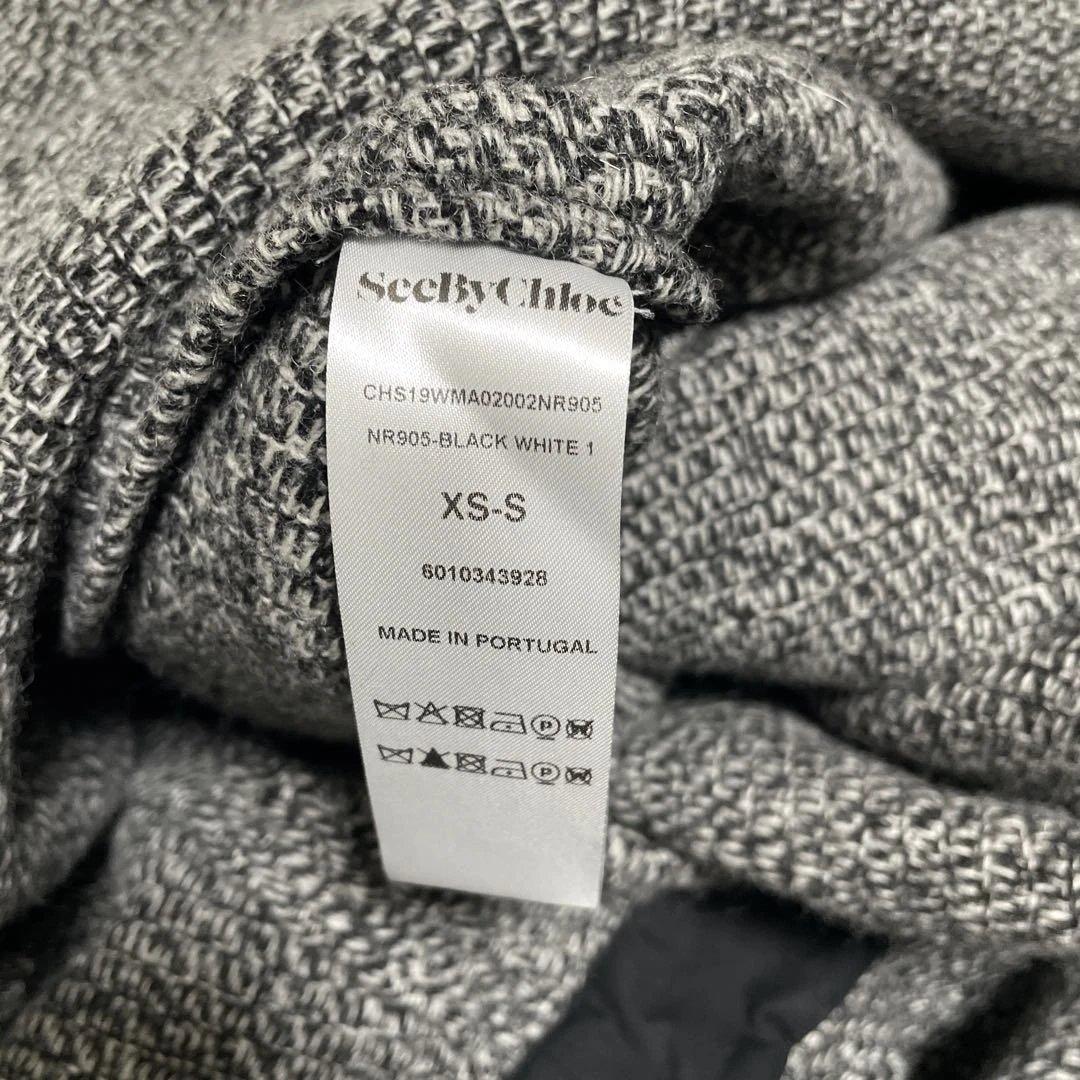 SeeByChloe
CHS19WMA02002NR905
NR905-BLACK WHITE 1
XS-S
6010343928
MADE IN PORTUGAL
P
P